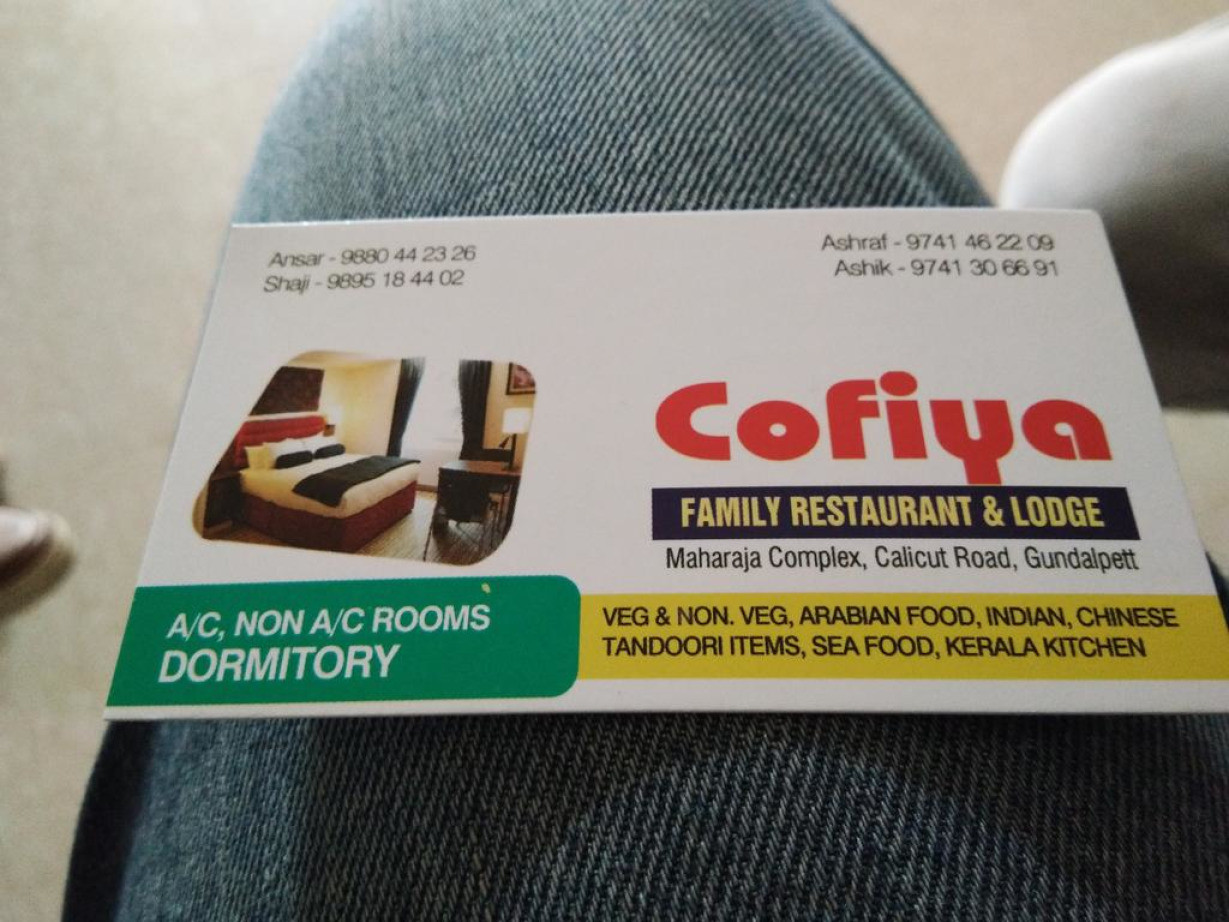 Ansar - 9880 44 23 26
Shaji - 9895 18 44 02
Ashraf - 9741 46 22 09
Ashik - 9741 30 66 91
Cofiya
FAMILY RESTAURANT & LODGE
Maharaja Complex, Calicut Road, Gundalpett
A/C, NON A/C ROOMS
DORMITORY
VEG & NON. VEG, ARABIAN FOOD, INDIAN, CHINESE
TANDOORI ITEMS, SEA FOOD, KERALA KITCHEN